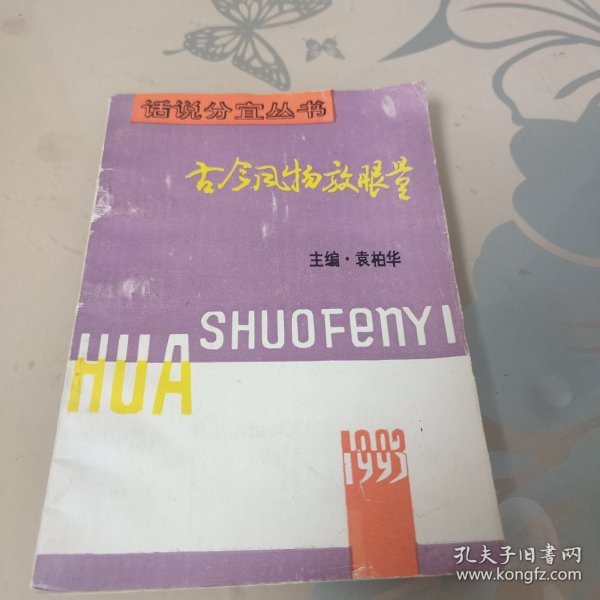 话说分宜丛书
古今风物放眼量
主编·袁柏华
SHUOFenYI
HUA
1993
孔夫子旧书网
www.kongfz.com